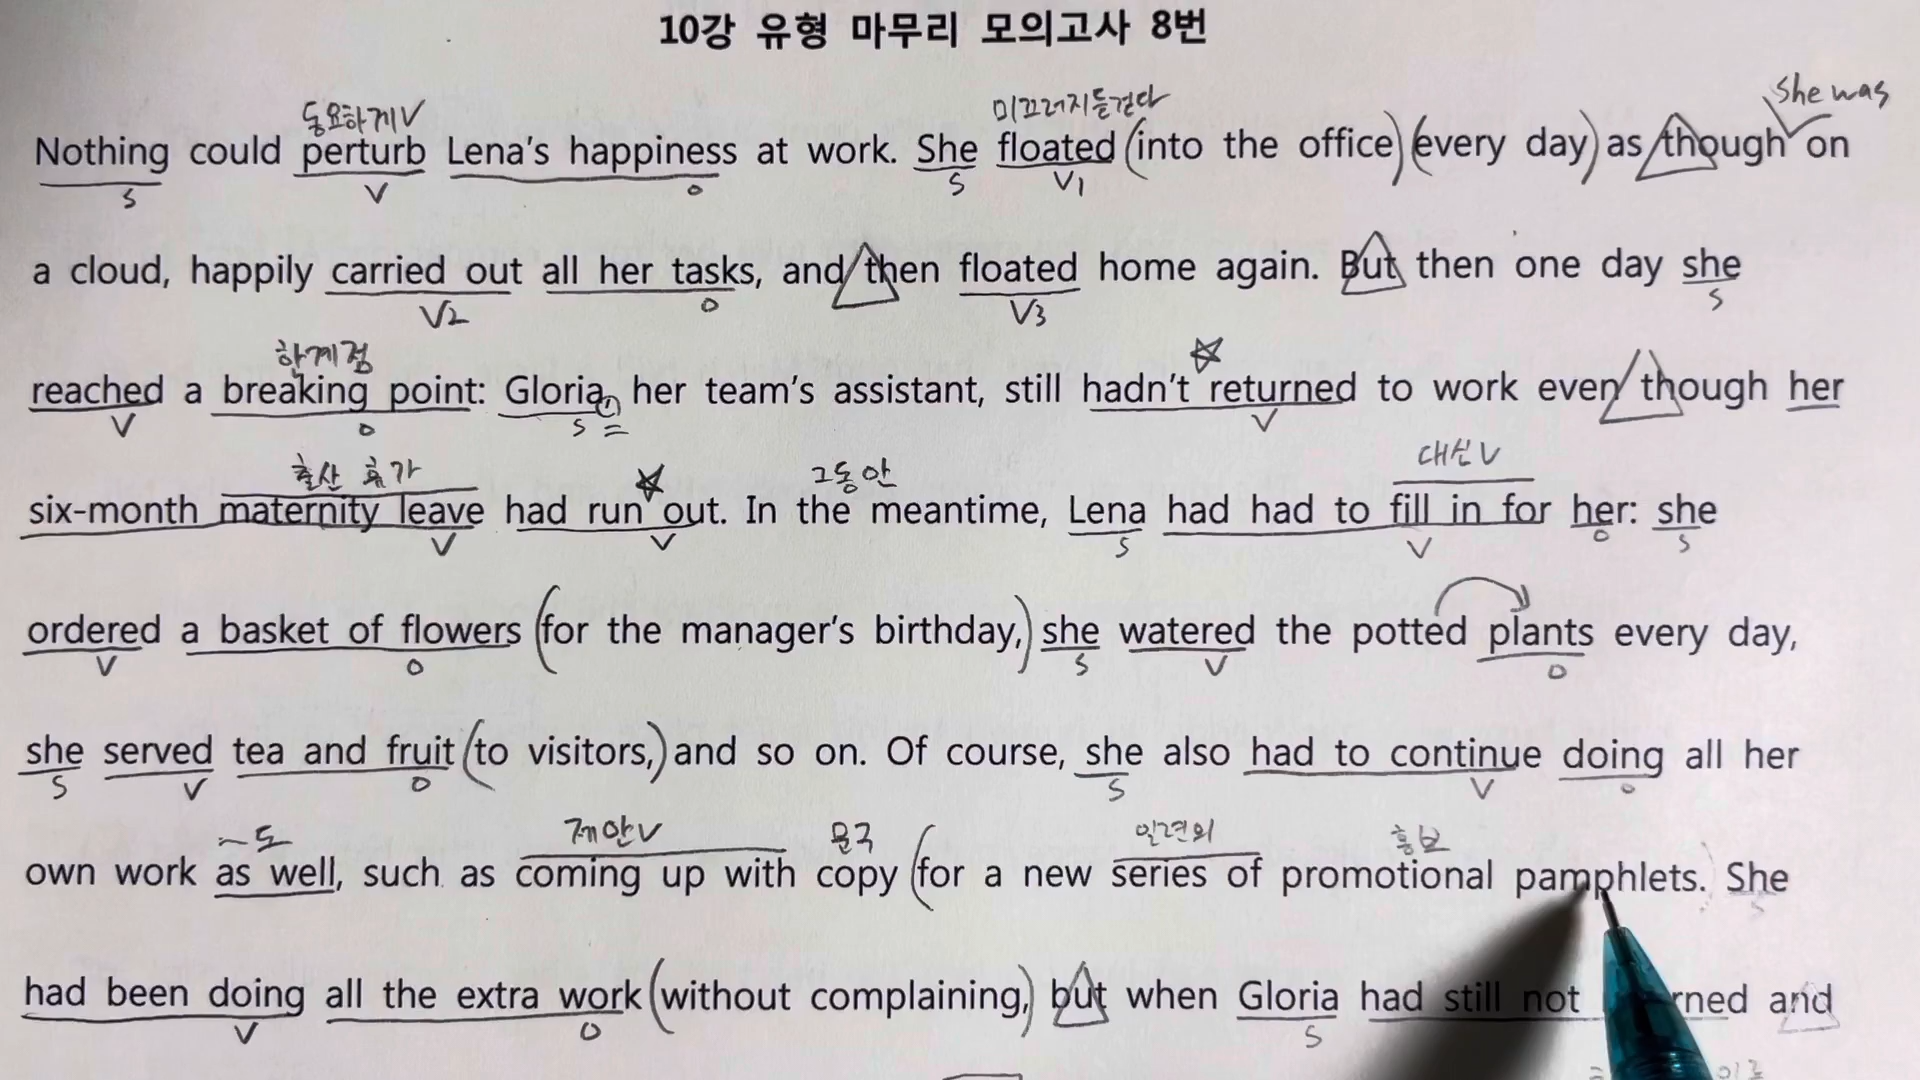 10강 유형 마무리 모의고사 8번
she was
동요하게V 미끄러지듯걷다
Nothing could perturb Lena's happiness at work. She floated (into the office) (every day) as though on
S V O S V1
a cloud, happily carried out all her tasks, and then floated home again. But then one day she
V2 O V3 S
한계점
reached a breaking point: Gloria, her team's assistant, still hadn't returned to work even though her
V O S = V
출산 휴가 그동안 대신V
six-month maternity leave had run out. In the meantime, Lena had had to fill in for her: she
V V S V O S
ordered a basket of flowers (for the manager's birthday,) she watered the potted plants every day,
V O S V O
she served tea and fruit (to visitors,) and so on. Of course, she also had to continue doing all her
S V O S V O
~도 제안V 문구 일련의 홍보
own work as well, such as coming up with copy (for a new series of promotional pamphlets. She
S
had been doing all the extra work (without complaining,) but when Gloria had still not rned and
V O S